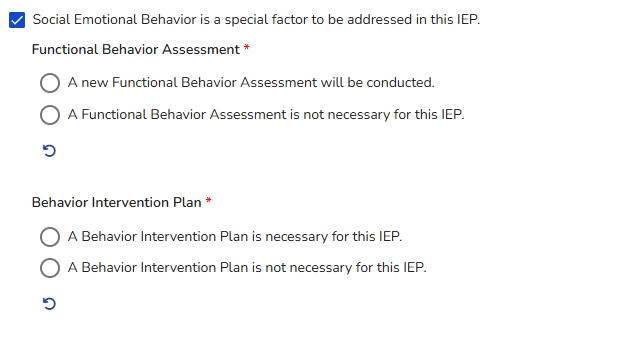 Social Emotional Behavior is a special factor to be addressed in this IEP.
Functional Behavior Assessment *
A new Functional Behavior Assessment will be conducted.
A Functional Behavior Assessment is not necessary for this IEP.
Behavior Intervention Plan *
A Behavior Intervention Plan is necessary for this IEP.
A Behavior Intervention Plan is not necessary for this IEP.